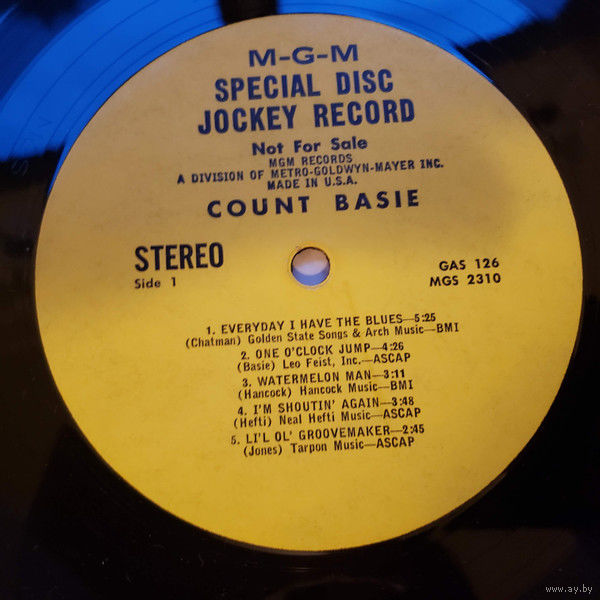 M-G-M
SPECIAL DISC
JOCKEY RECORD
Not For Sale
MGM RECORDS
A DIVISION OF METRO-GOLDWYN-MAYER INC.
MADE IN U.S.A.
COUNT BASIE
STEREO
Side 1
GAS 126
MGS 2310
1. EVERYDAY I HAVE THE BLUES—5:25
(Chatman) Golden State Songs & Arch Music—BMI
2. ONE O'CLOCK JUMP—4:26
(Basie) Leo Feist, Inc.—ASCAP
3. WATERMELON MAN—3:11
(Hancock) Hancock Music—BMI
4. I'M SHOUTIN' AGAIN—3:48
(Hefti) Neal Hefti Music—ASCAP
5. LI'L OL' GROOVEMAKER—2:45
(Jones) Tarpon Music—ASCAP
www.ay.by